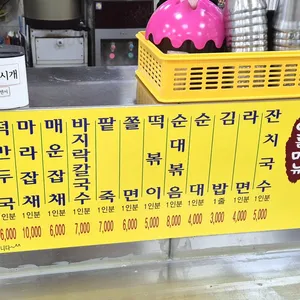 시개
떡만두국 1인분 6,000
마라잡채 1인분 10,000
매운잡채 1인분 6,000
바지락칼국수 1인분 7,000
팥죽 1인분 7,000
쫄면 1인분 6,000
떡볶이 1인분 5,000
순대볶음 1인분 8,000
순대 1인분 4,000
김밥 1줄 3,000
라면 1인분 4,000
잔치국수 1인분 5,000
니다~^^